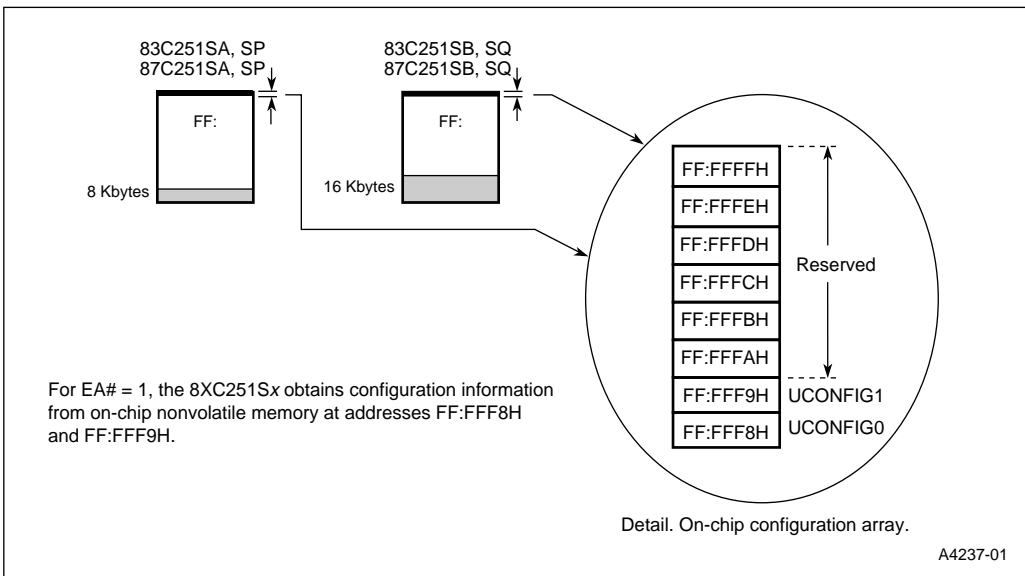 83C251SA, SP
87C251SA, SP
83C251SB, SQ
87C251SB, SQ
FF:
FF:
8 Kbytes
16 Kbytes
FF:FFFFH
FF:FFFEH
FF:FFFDH
FF:FFFCH
FF:FFFBH
FF:FFFAH
Reserved
FF:FFF9H UCONFIG1
FF:FFF8H UCONFIG0
For EA# = 1, the 8XC251Sx obtains configuration information
from on-chip nonvolatile memory at addresses FF:FFF8H
and FF:FFF9H.
Detail. On-chip configuration array.
A4237-01